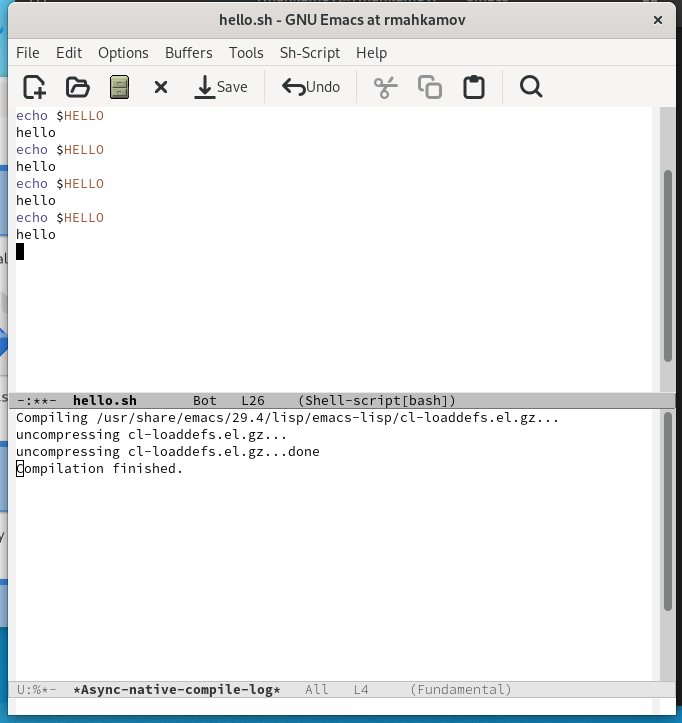 hello.sh - GNU Emacs at rmahkamov
File Edit Options Buffers Tools Sh-Script Help
Save Undo
echo $HELLO
hello
echo $HELLO
hello
echo $HELLO
hello
echo $HELLO
hello
-:**- hello.sh Bot L26 (Shell-script[bash])
Compiling /usr/share/emacs/29.4/lisp/emacs-lisp/cl-loaddefs.el.gz...
uncompressing cl-loaddefs.el.gz...
uncompressing cl-loaddefs.el.gz...done
Compilation finished.
U:%*- *Async-native-compile-log* All L4 (Fundamental)